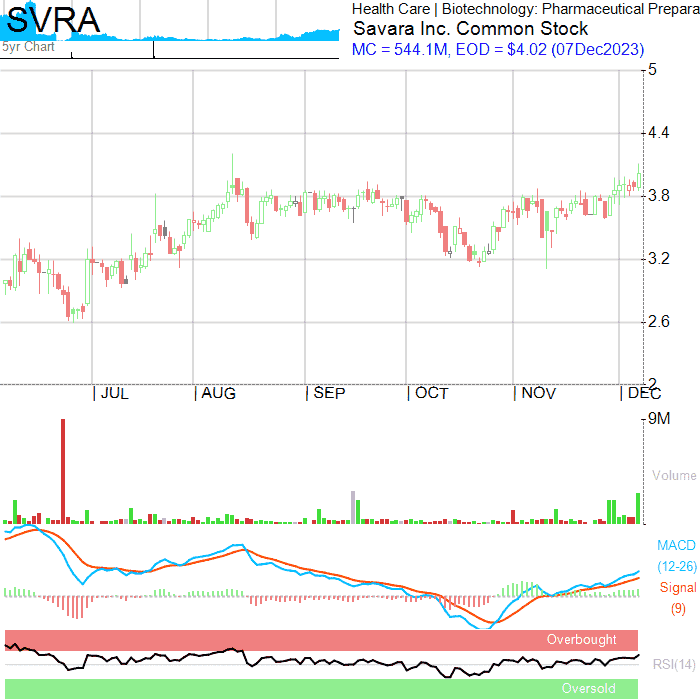 SVRA
5yr Chart
Health Care | Biotechnology: Pharmaceutical Prepara
Savara Inc. Common Stock
MC = 544.1M, EOD = $4.02 (07Dec2023)
5
4.4
3.8
3.2
2.6
2
| JUL | AUG | SEP | OCT | NOV | DEC
9M
Volume
MACD
(12-26)
Signal
(9)
Overbought
RSI(14)
Oversold